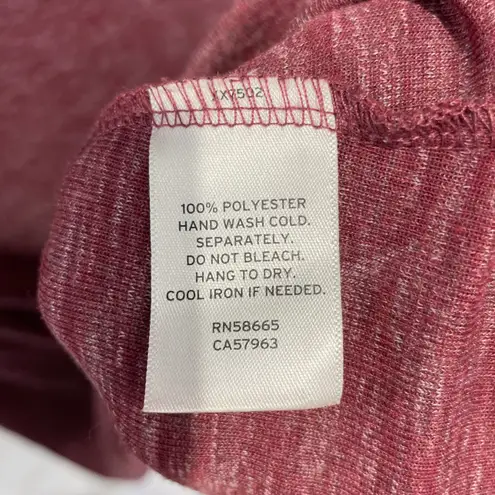 100% POLYESTER
HAND WASH COLD.
SEPARATELY.
DO NOT BLEACH.
HANG TO DRY.
COOL IRON IF NEEDED.
RN58665
CA57963